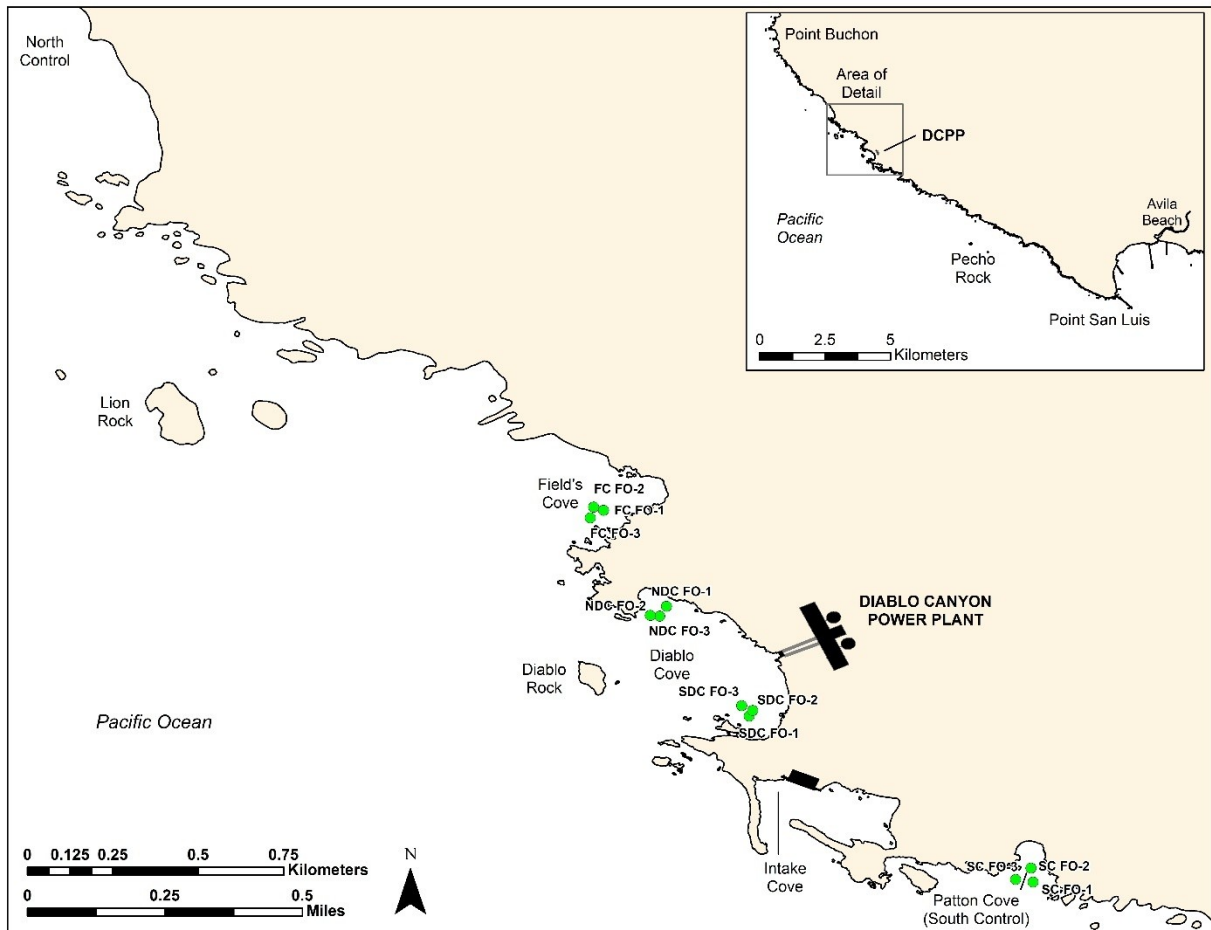 North
Control
Point Buchon
Area of
Detail
DCPP
Pacific
Ocean
Avila
Beach
Pecho
Rock
Point San Luis
0 2.5 5
Kilometers
Lion
Rock
Field's
Cove
FC FO-2
FC FO-1
FC FO-3
NDC FO-1
NDC FO-2
NDC FO-3
DIABLO CANYON
POWER PLANT
Diablo
Cove
Diablo
Rock
SDC FO-3
SDC FO-2
SDC FO-1
Pacific Ocean
0 0.125 0.25 0.5 0.75
Kilometers
0 0.25 0.5
Miles
N
Intake
Cove
SC FO-3
SC FO-2
SC FO-1
Patton Cove
(South Control)